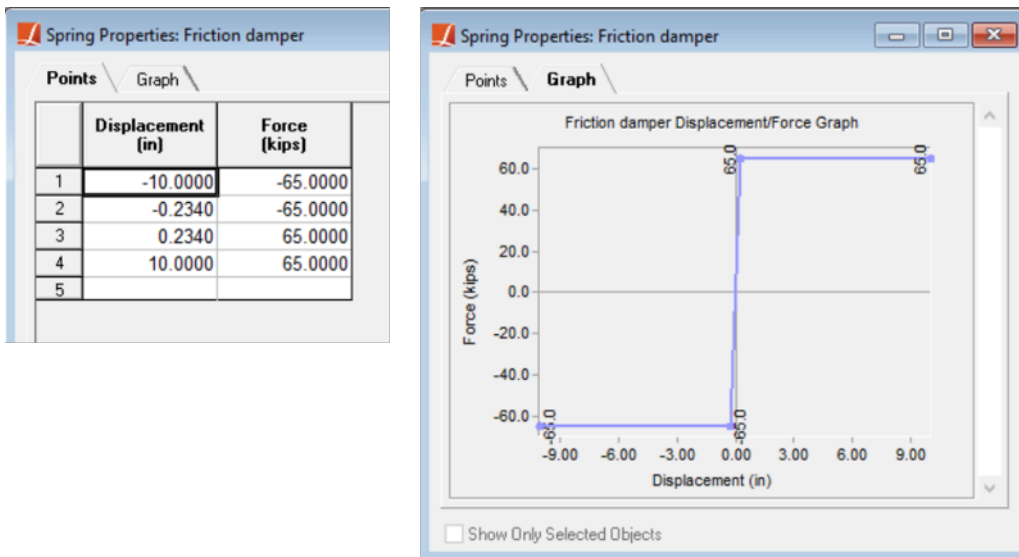 Spring Properties: Friction damper
Points Graph
Displacement (in) Force (kips)
1 -10.0000 -65.0000
2 -0.2340 -65.0000
3 0.2340 65.0000
4 10.0000 65.0000
5
Spring Properties: Friction damper
Points Graph
Friction damper Displacement/Force Graph
65.0 65.0
60.0
40.0
20.0
0.0
-20.0
-40.0
-60.0
Force (kips)
-65.0 -65.0
-9.00 -6.00 -3.00 0.00 3.00 6.00 9.00
Displacement (in)
Show Only Selected Objects